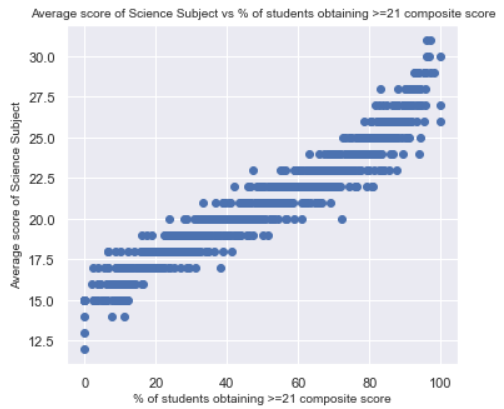 Average score of Science Subject vs % of students obtaining >=21 composite score
30.0
27.5
25.0
22.5
20.0
17.5
15.0
12.5
Average score of Science Subject
0 20 40 60 80 100
% of students obtaining >=21 composite score